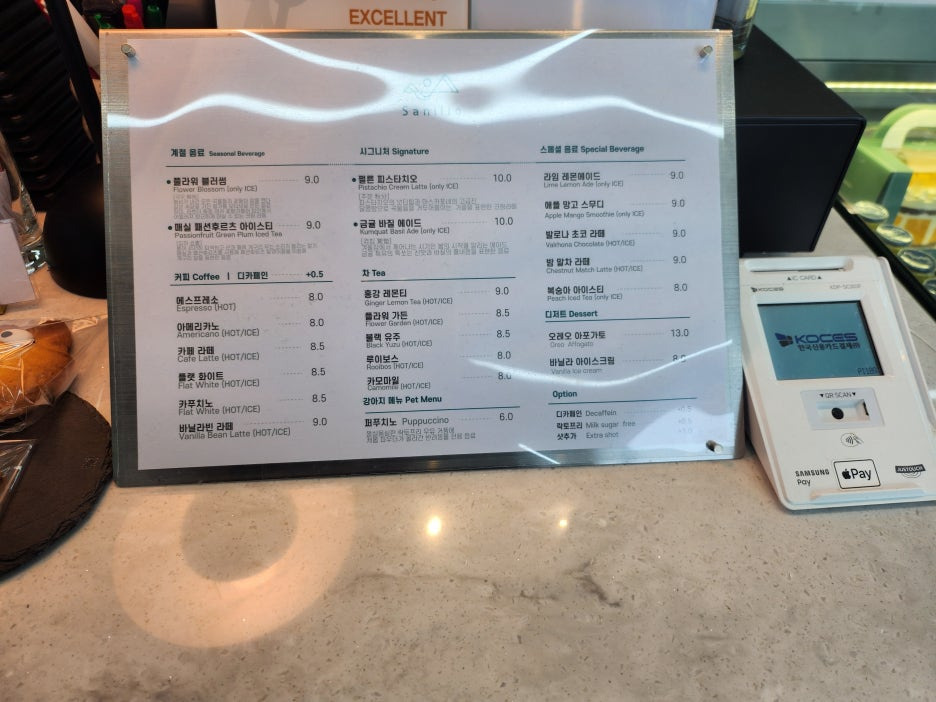 EXCELLENT
계절 음료 Seasonal Beverage
플라워 블러썸 9.0
Flower Blossom (only ICE)
매실 패션후르츠 아이스티 9.0
Passionfruit Green Plum Iced Tea
커피 Coffee | 디카페인 +0.5
에스프레소 8.0
Espresso (HOT)
아메리카노 8.0
Americano (HOT/ICE)
카페 라떼 8.5
Cafe Latte (HOT/ICE)
플랫 화이트 8.5
Flat White (HOT/ICE)
카푸치노 8.5
Flat White (HOT/ICE)
바닐라빈 라떼 9.0
Vanilla Bean Latte (HOT/ICE)
시그니처 Signature
펠른 피스타치오 10.0
Pistachio Cream Latte (only ICE)
금귤 바질 에이드 10.0
Kumquat Basil Ade (only ICE)
차 Tea
홍강 레몬티 9.0
Ginger Lemon Tea (HOT/ICE)
플라워 가든 8.5
Flower Garden (HOT/ICE)
블랙 유주 8.5
Black Yuzu (HOT/ICE)
루이보스 8.0
Rooibos (HOT/ICE)
카모마일 8.0
Camomile (HOT/ICE)
강아지 메뉴 Pet Menu
퍼푸치노 Puppuccino 6.0
스페셜 음료 Special Beverage
라임 레몬에이드 9.0
Lime Lemon Ade (only ICE)
애플 망고 스무디 9.0
Apple Mango Smoothie (only ICE)
발로나 초코 라떼 9.0
Valrhona Chocolate (HOT/ICE)
밤 말차 라떼 9.0
Chestnut Match Latte (HOT/ICE)
복숭아 아이스티 8.0
Peach Iced Tea (only ICE)
디저트 Dessert
오레오 아포가토 13.0
Oreo Affogato
바닐라 아이스크림 8.0
Vanilla Ice cream
Option
디카페인 Decaffein +0.5
락토프리 Milk sugar free +0.5
샷추가 Extra shot +1.0
▲IC CARD▲
KOCES
KOCES
한국신용카드결제㈜
▼QR SCAN▼
SAMSUNG Pay
Pay
JUSTOUCH